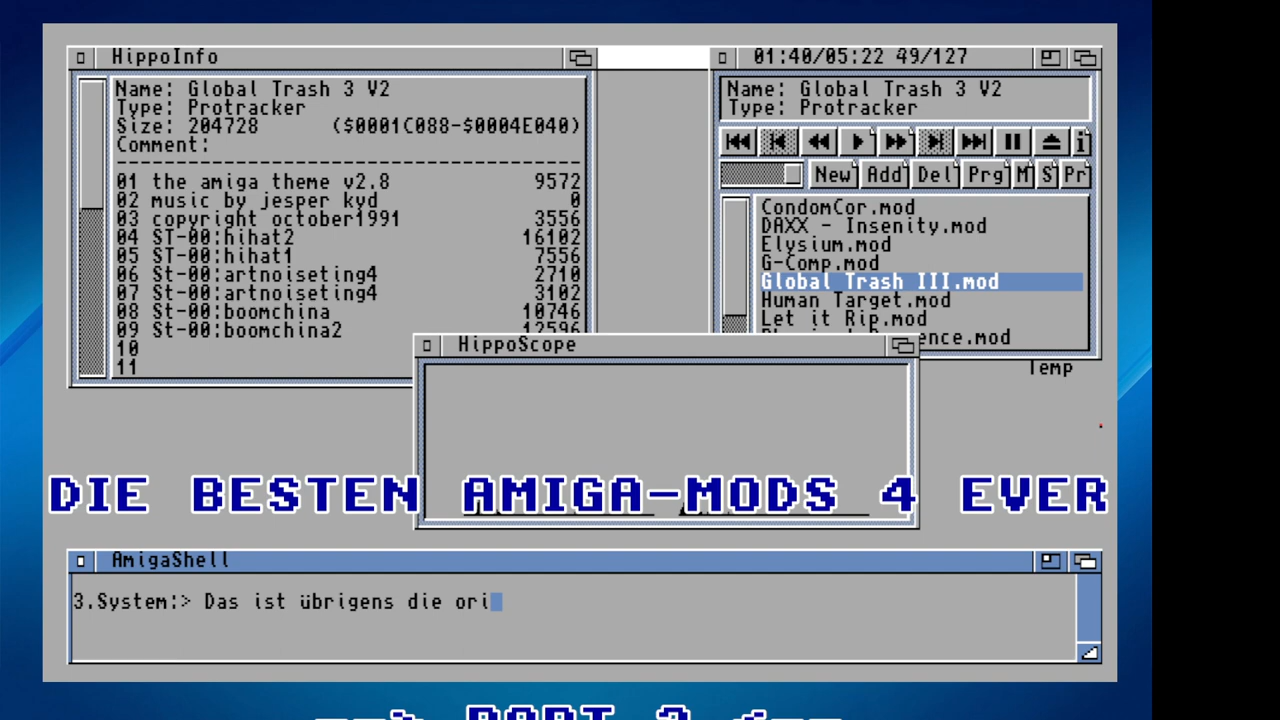 HippoInfo
Name: Global Trash 3 V2
Type: Protracker
Size: 204728 ($0001C088-$0004E040)
Comment:
----------------------------------------
01 the amiga theme v2.8 9572
02 music by jesper kyd 0
03 copyright october1991 3556
04 ST-00:hihat2 16102
05 ST-00:hihat1 7556
06 St-00:artnoiseting4 2710
07 St-00:artnoiseting4 3102
08 St-00:boomchina 10746
09 St-00:boomchina2 12596
10
11
01:40/05:22 49/127
Name: Global Trash 3 V2
Type: Protracker
i
New Add Del Prg M S Pr
CondomCor.mod
DAXX - Insenity.mod
Elysium.mod
G-Comp.mod
Global Trash III.mod
Human Target.mod
Let it Rip.mod
ence.mod
Temp
HippoScope
DIE BESTEN AMIGA-MODS 4 EVER
AmigaShell
3.System:> Das ist übrigens die ori